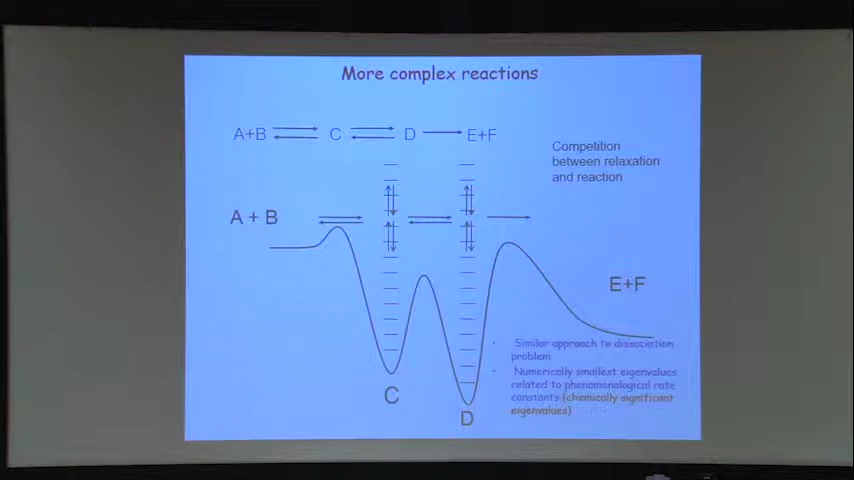 More complex reactions
A+B C D E+F
Competition
between relaxation
and reaction
A + B
E+F
• Similar approach to dissociation
problem
• Numerically smallest eigenvalues
related to phenomenological rate
constants (chemically significant
eigenvalues)
C
D